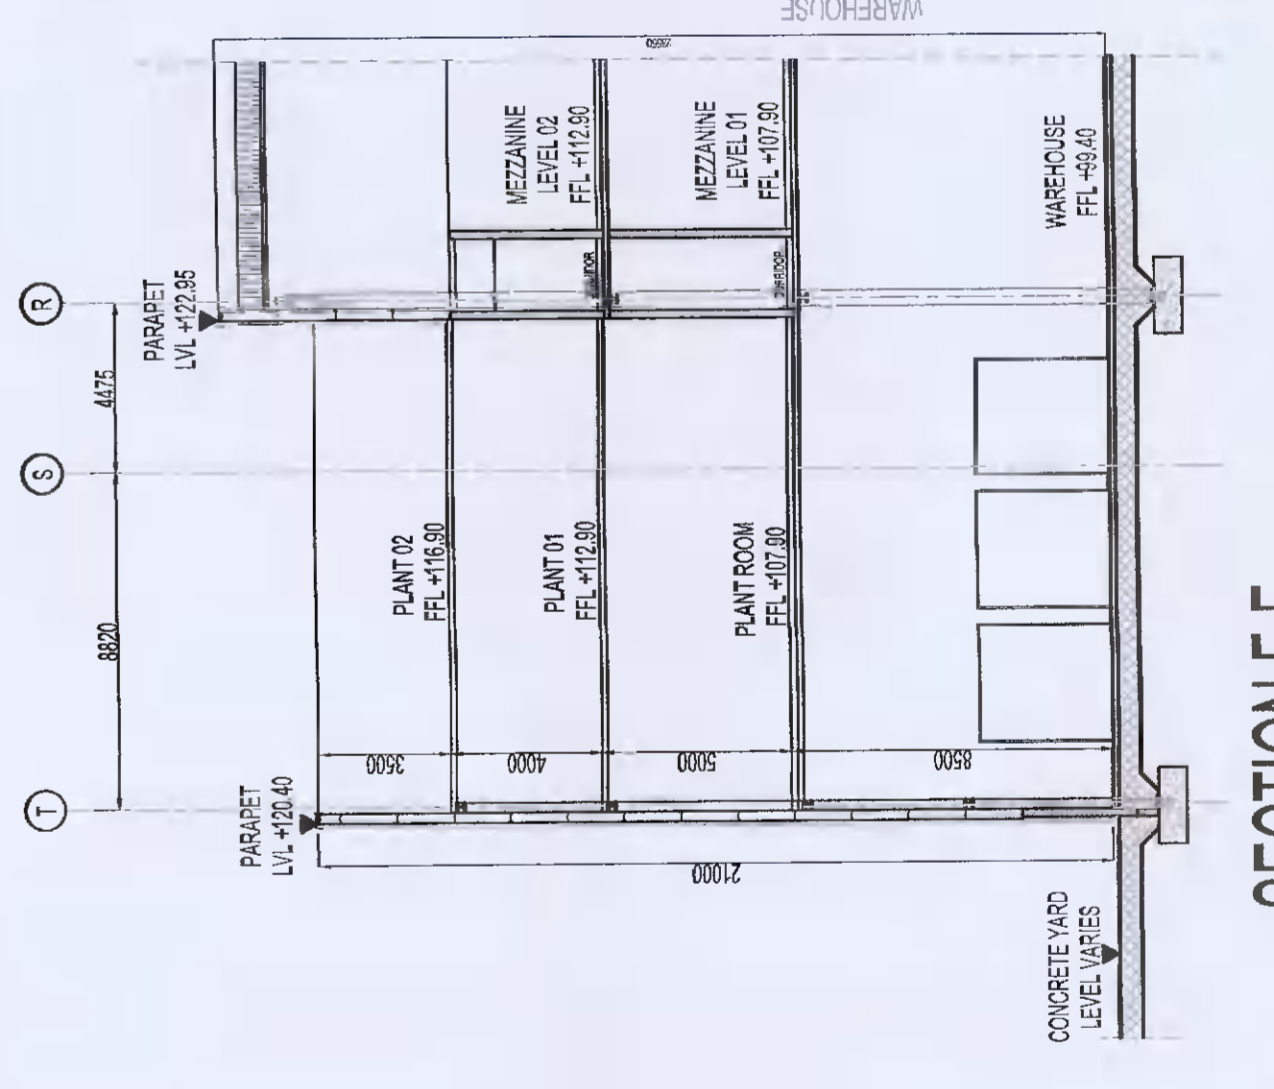 T
S
R
8820
4475
PARAPET
LVL +122.95
PARAPET
LVL +120.40
3500
PLANT 02
FFL +116.90
4000
MEZZANINE
LEVEL 02
FFL +112.90
PLANT 01
FFL +112.90
5000
21000
MEZZANINE
LEVEL 01
FFL +107.90
PLANT ROOM
FFL +107.90
WAREHOUSE
8500
WAREHOUSE
FFL +99.40
CONCRETE YARD
LEVEL VARIES